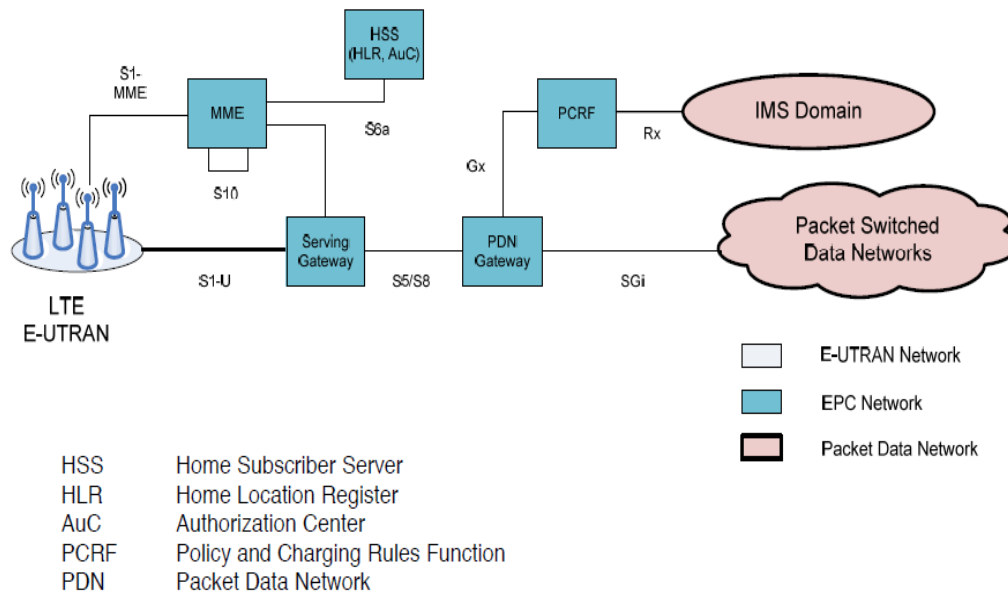 HSS
(HLR, AuC)
S1-
MME
MME
S6a
S10
PCRF
Rx
IMS Domain
Gx
Serving
Gateway
PDN
Gateway
Packet Switched
Data Networks
S1-U
S5/S8
SGi
LTE
E-UTRAN
E-UTRAN Network
EPC Network
Packet Data Network
HSS Home Subscriber Server
HLR Home Location Register
AuC Authorization Center
PCRF Policy and Charging Rules Function
PDN Packet Data Network